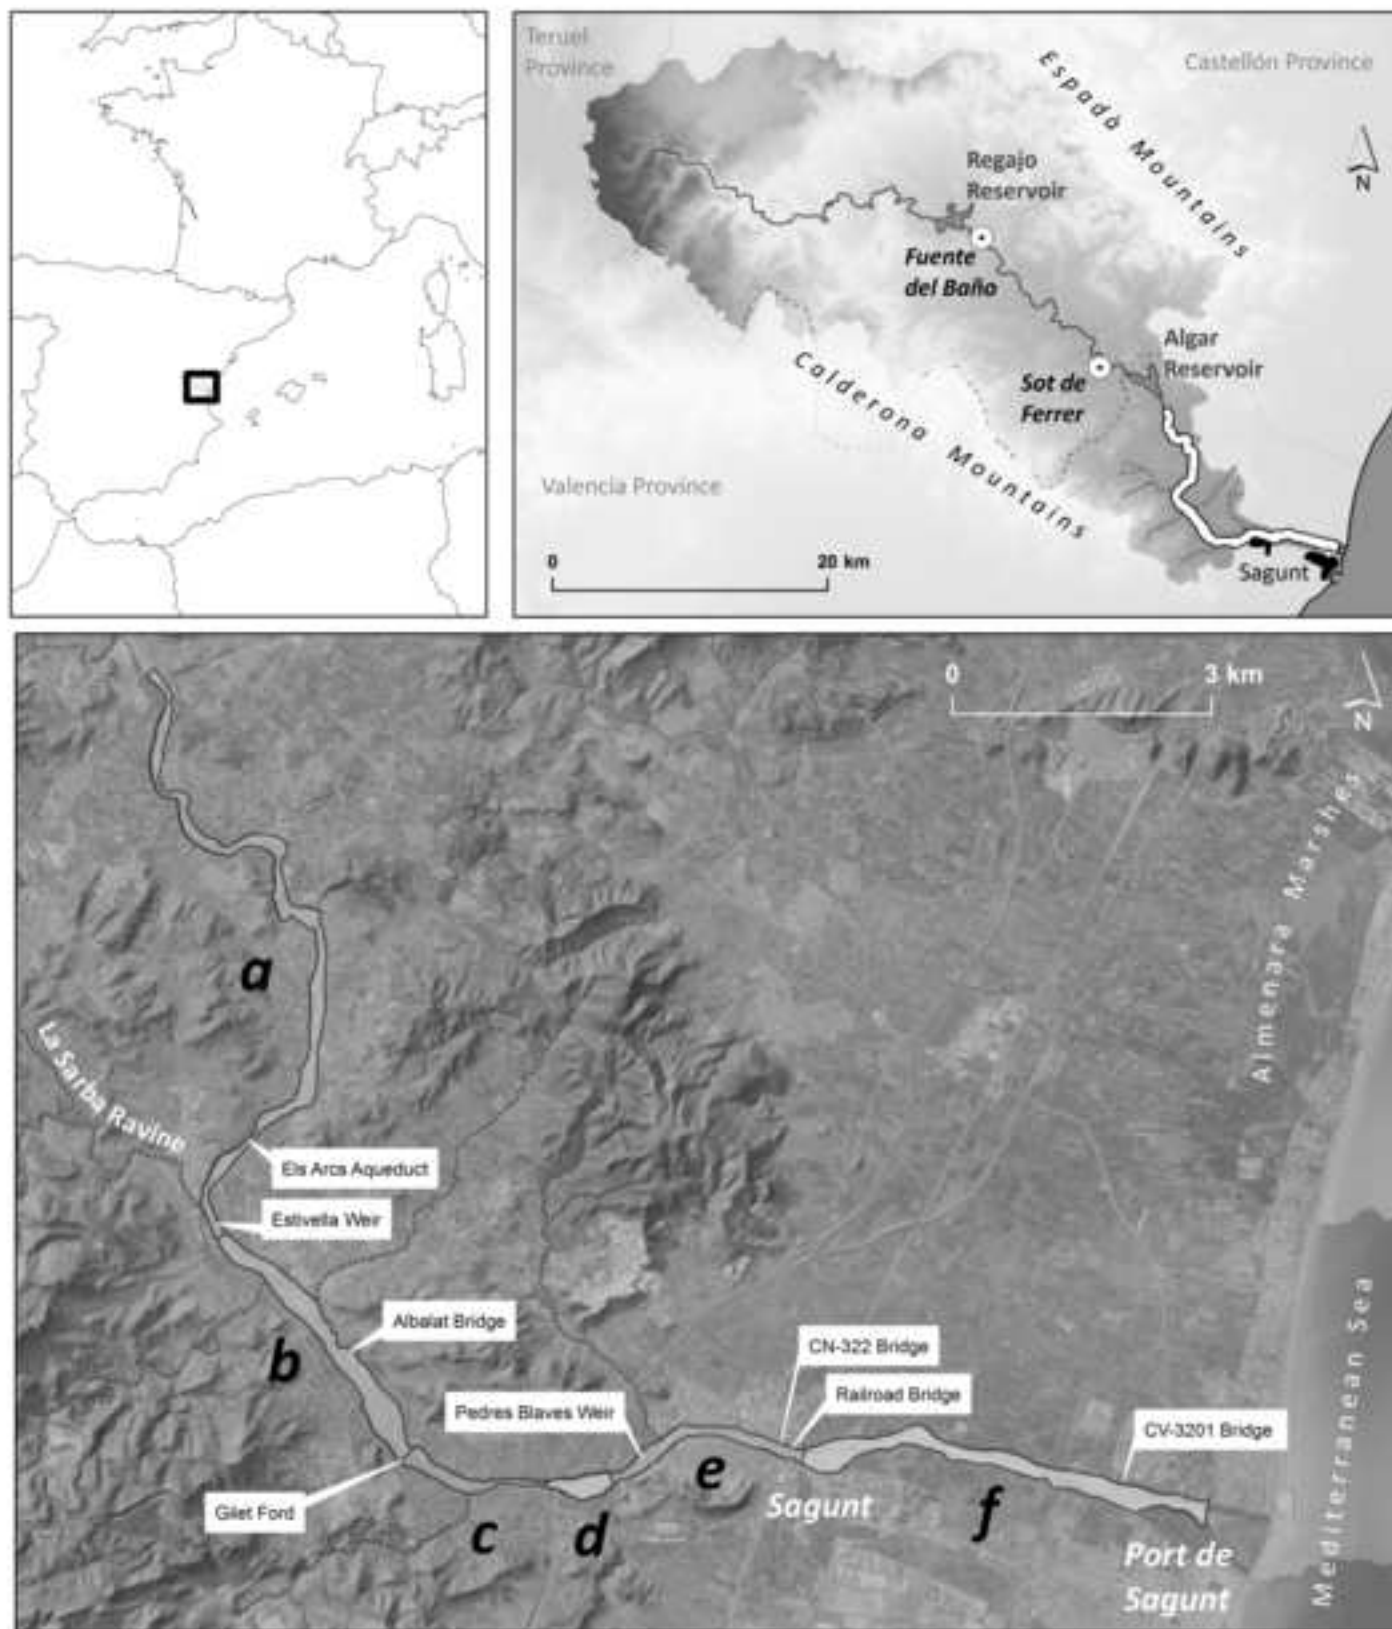 Teruel
Province
Espadà Mountains
Castellón Province
N
Regajo
Reservoir
Fuente
del Baño
Algar
Reservoir
Sot de
Ferrer
Calderona Mountains
Valencia Province
0 20 km
Sagunt
0 3 km
N
Almenara Marshes
a
La Sarba Ravine
Els Arcs Aqueduct
Estivella Weir
Albalat Bridge
b
CN-322 Bridge
Pedres Blaves Weir
Railroad Bridge
CV-3201 Bridge
Gilet Ford
c
d
e
Sagunt
f
Port de
Sagunt
Mediterranean Sea